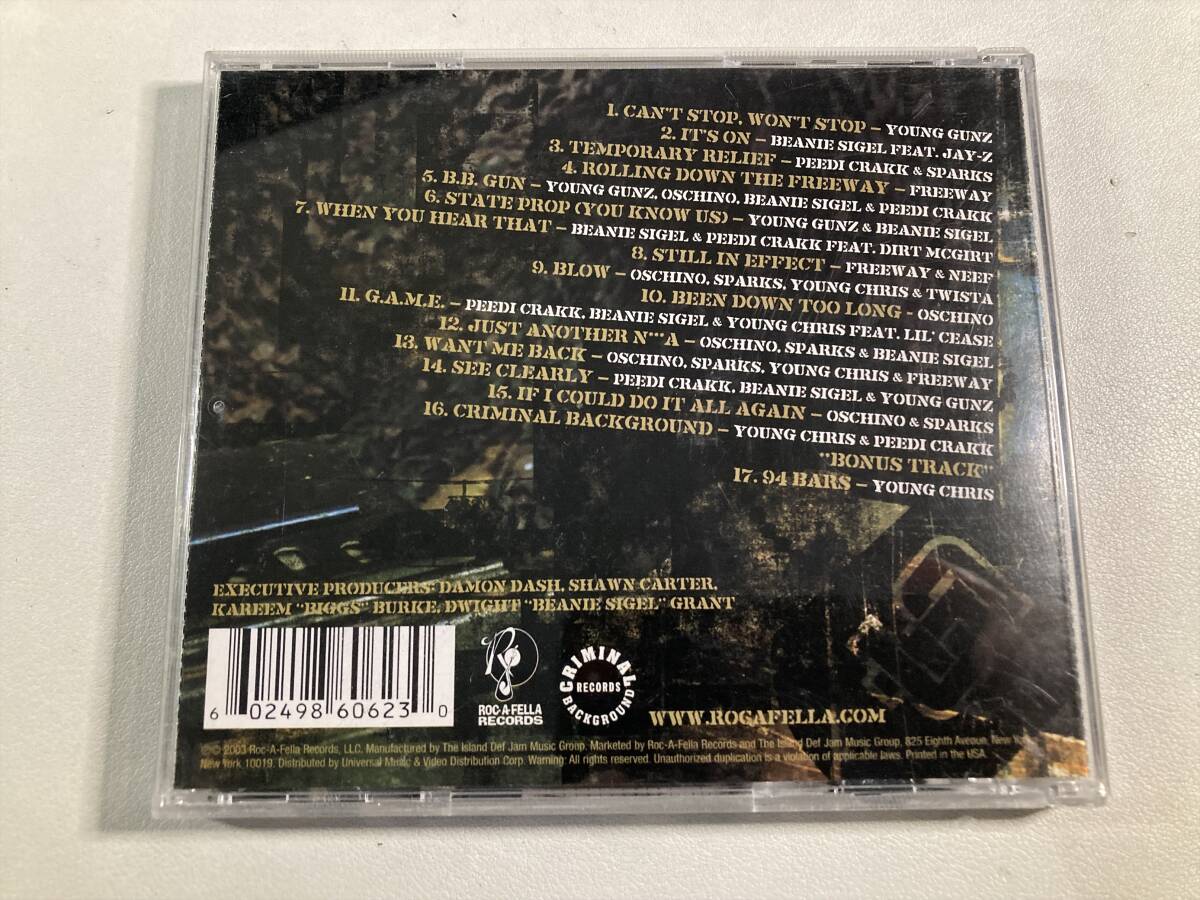 1. CAN'T STOP, WON'T STOP – YOUNG GUNZ
2. IT'S ON – BEANIE SIGEL FEAT. JAY-Z
3. TEMPORARY RELIEF – PEEDI CRAKK & SPARKS
4. ROLLING DOWN THE FREEWAY – FREEWAY
5. B.B. GUN – YOUNG GUNZ, OSCHINO, BEANIE SIGEL & PEEDI CRAKK
6. STATE PROP (YOU KNOW US) – YOUNG GUNZ & BEANIE SIGEL
7. WHEN YOU HEAR THAT – BEANIE SIGEL & PEEDI CRAKK FEAT. DIRT MCGIRT
8. STILL IN EFFECT – FREEWAY & NEEF
9. BLOW – OSCHINO, SPARKS, YOUNG CHRIS & TWISTA
10. BEEN DOWN TOO LONG - OSCHINO
11. G.A.M.E. – PEEDI CRAKK, BEANIE SIGEL & YOUNG CHRIS FEAT. LIL' CEASE
12. JUST ANOTHER N***A – OSCHINO, SPARKS & BEANIE SIGEL
13. WANT ME BACK – OSCHINO, SPARKS, YOUNG CHRIS & FREEWAY
14. SEE CLEARLY – PEEDI CRAKK, BEANIE SIGEL & YOUNG GUNZ
15. IF I COULD DO IT ALL AGAIN – OSCHINO & SPARKS
16. CRIMINAL BACKGROUND – YOUNG CHRIS & PEEDI CRAKK
"BONUS TRACK"
17. 94 BARS – YOUNG CHRIS
EXECUTIVE PRODUCERS: DAMON DASH, SHAWN CARTER,
KAREEM "BIGGS" BURKE, DWIGHT "BEANIE SIGEL" GRANT
6 02498 60623 0
R
ROC-A-FELLA
RECORDS
CRIMINAL
RECORDS
BACKGROUND
WWW.ROCAFELLA.COM
℗© 2003 Roc-A-Fella Records, LLC. Manufactured by The Island Def Jam Music Group. Marketed by Roc-A-Fella Records and The Island Def Jam Music Group, 825 Eighth Avenue, New York,
New York 10019. Distributed by Universal Music & Video Distribution Corp. Warning: All rights reserved. Unauthorized duplication is a violation of applicable laws. Printed in the USA.